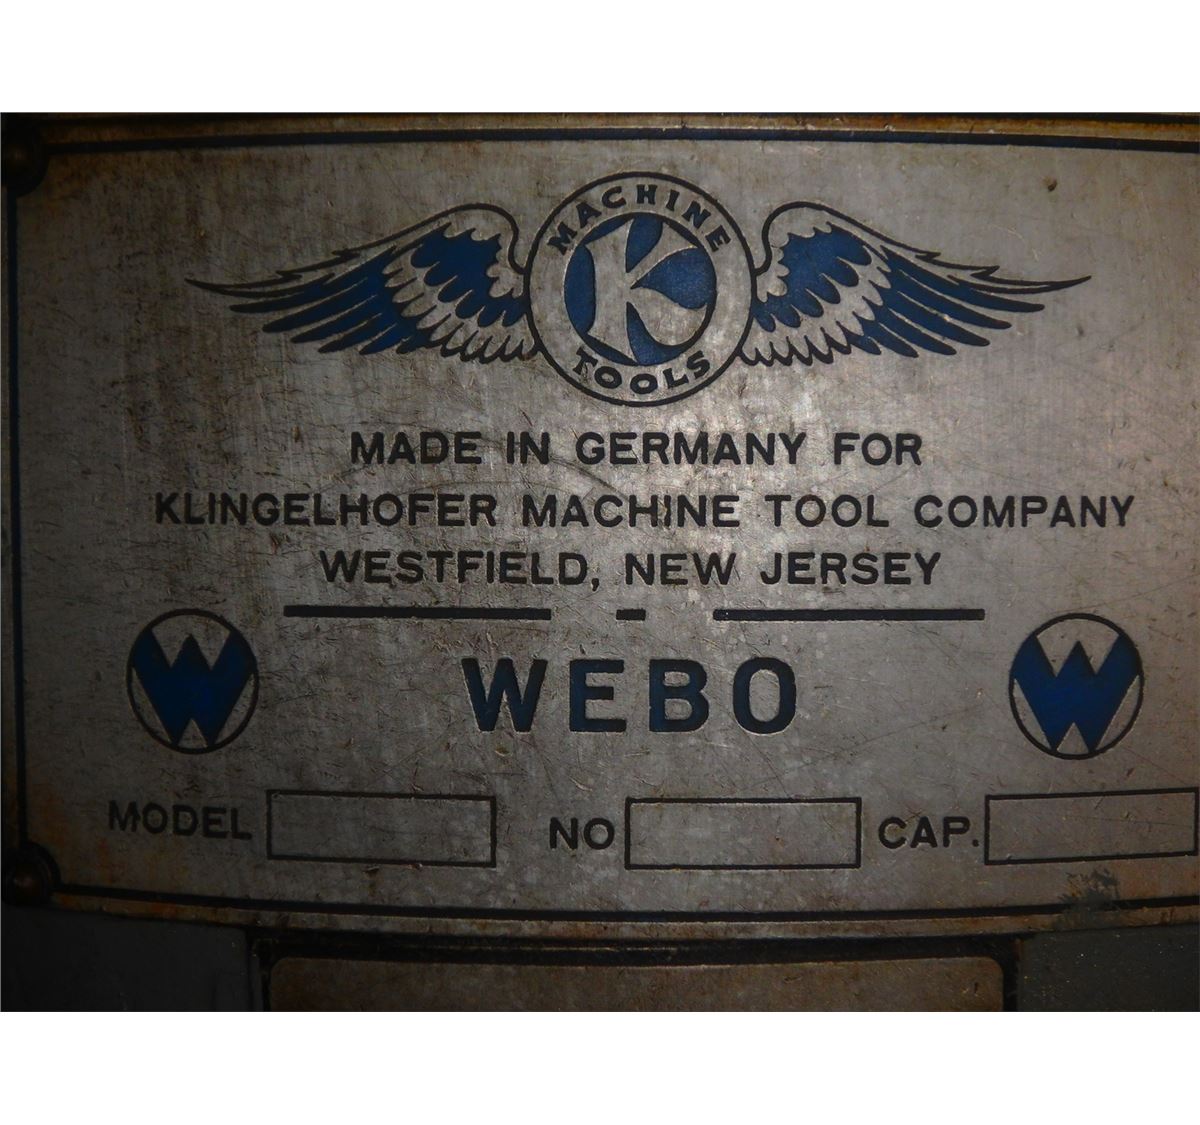 MACHINE
K
TOOLS
MADE IN GERMANY FOR
KLINGELHOFER MACHINE TOOL COMPANY
WESTFIELD, NEW JERSEY
W WEBO W
MODEL NO CAP.